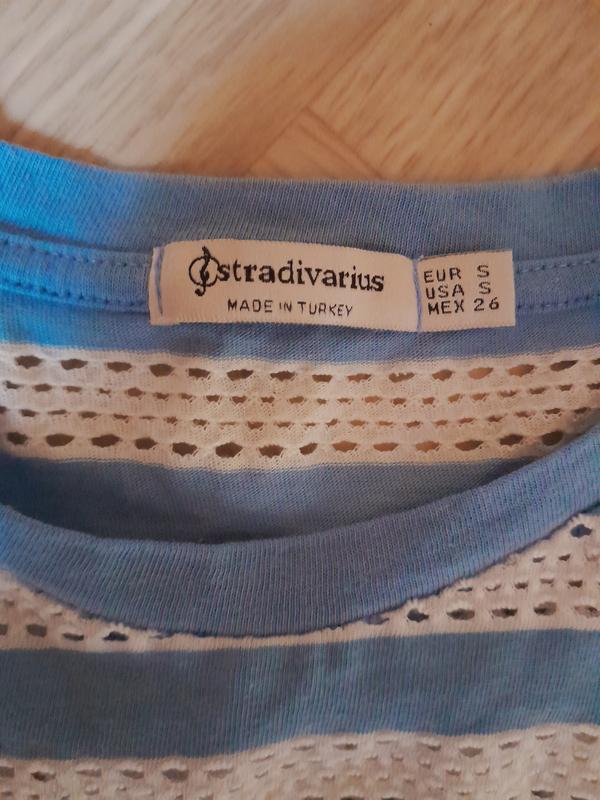 stradivarius
MADE IN TURKEY
EUR S
USA S
MEX 26